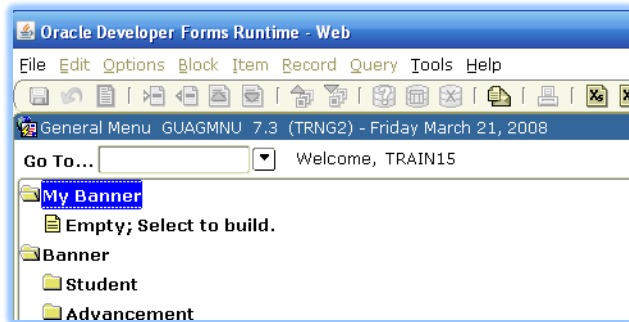 Oracle Developer Forms Runtime - Web
File Edit Options Block Item Record Query Tools Help
General Menu GUAGMNU 7.3 (TRNG2) - Friday March 21, 2008
Go To... Welcome, TRAIN15
My Banner
Empty; Select to build.
Banner
Student
Advancement